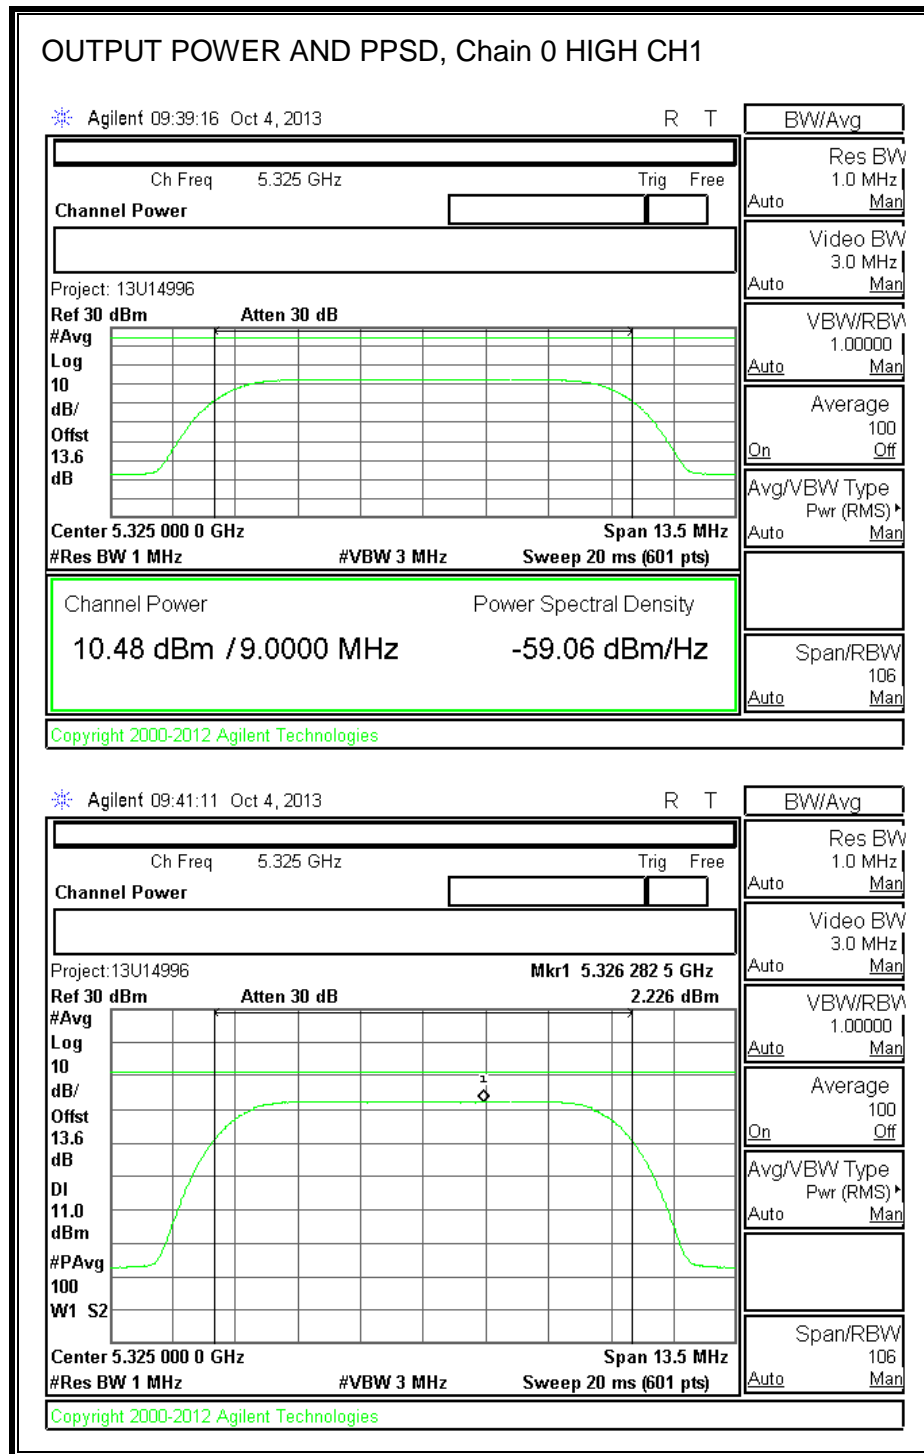 OUTPUT POWER AND PPSD, Chain 0 HIGH CH1
Agilent 09:39:16 Oct 4, 2013 R T
BW/Avg
Ch Freq 5.325 GHz Trig Free
Channel Power
Res BW
1.0 MHz
Auto Man
Video BW
3.0 MHz
Auto Man
Project: 13U14996
Ref 30 dBm Atten 30 dB
#Avg
Log
10
dB/
Offst
13.6
dB
VBW/RBW
1.00000
Auto Man
Average
100
On Off
Avg/VBW Type
Pwr (RMS)
Auto Man
Center 5.325 000 0 GHz Span 13.5 MHz
#Res BW 1 MHz #VBW 3 MHz Sweep 20 ms (601 pts)
Channel Power Power Spectral Density
10.48 dBm / 9.0000 MHz -59.06 dBm/Hz
Span/RBW
106
Auto Man
Copyright 2000-2012 Agilent Technologies
Agilent 09:41:11 Oct 4, 2013 R T
BW/Avg
Ch Freq 5.325 GHz Trig Free
Channel Power
Res BW
1.0 MHz
Auto Man
Video BW
3.0 MHz
Auto Man
Project:13U14996 Mkr1 5.326 282 5 GHz
Ref 30 dBm Atten 30 dB 2.226 dBm
#Avg
Log
10
dB/
Offst
13.6
dB
DI
11.0
dBm
#PAvg
100
W1 S2
1
VBW/RBW
1.00000
Auto Man
Average
100
On Off
Avg/VBW Type
Pwr (RMS)
Auto Man
Span/RBW
106
Auto Man
Center 5.325 000 0 GHz Span 13.5 MHz
#Res BW 1 MHz #VBW 3 MHz Sweep 20 ms (601 pts)
Copyright 2000-2012 Agilent Technologies